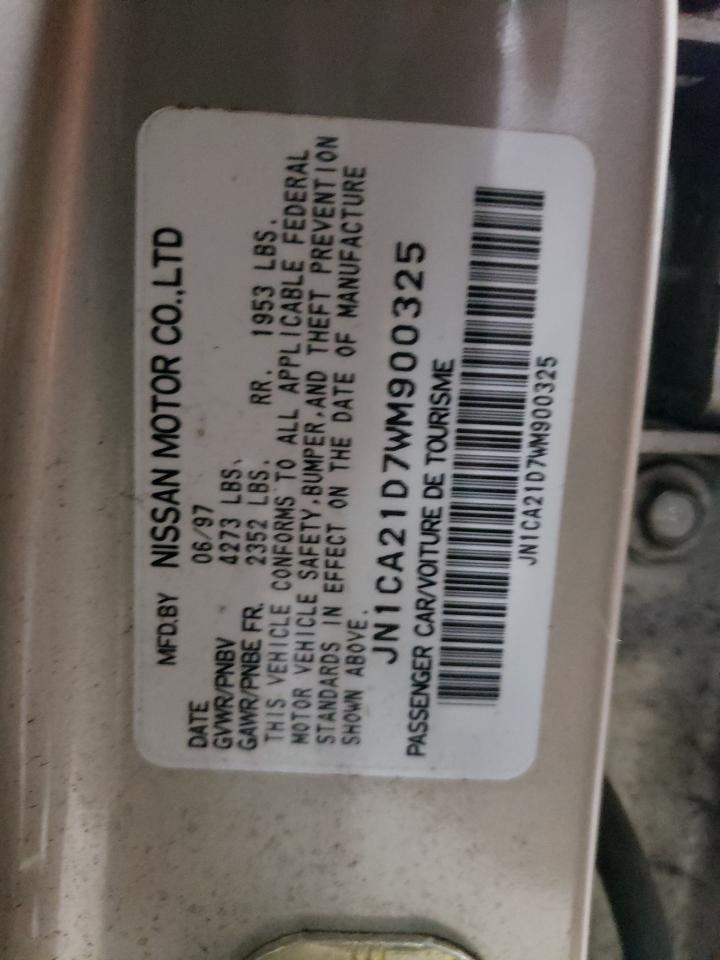 MFD.BY NISSAN MOTOR CO.,LTD
DATE 06/97
GVWR/PNBV 4273 LBS.
GAWR/PNBE FR. 2352 LBS. RR. 1953 LBS.
THIS VEHICLE CONFORMS TO ALL APPLICABLE FEDERAL
MOTOR VEHICLE SAFETY,BUMPER,AND THEFT PREVENTION
STANDARDS IN EFFECT ON THE DATE OF MANUFACTURE
SHOWN ABOVE.
JN1CA21D7WM900325
PASSENGER CAR/VOITURE DE TOURISME
JN1CA21D7WM900325